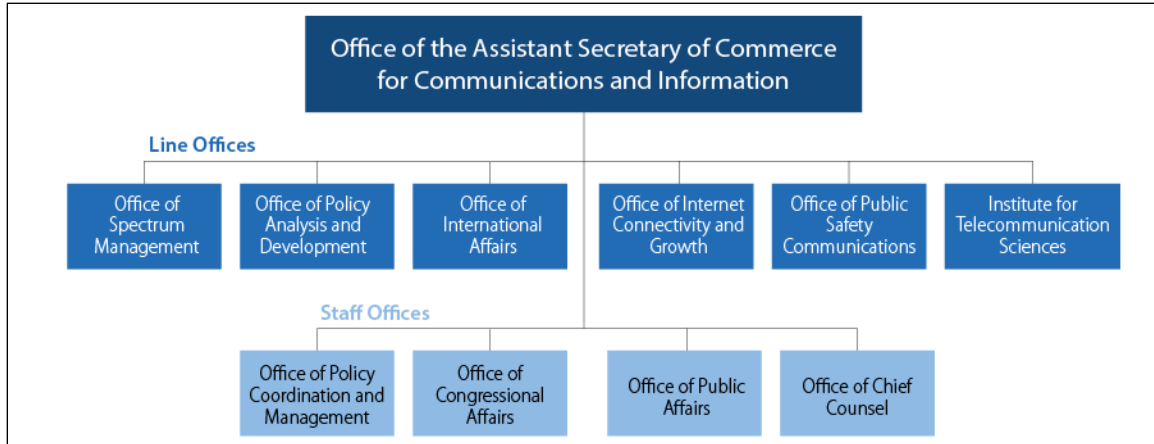 Office of the Assistant Secretary of Commerce
for Communications and Information
Line Offices
Office of
Spectrum
Management
Office of Policy
Analysis and
Development
Office of
International
Affairs
Office of Internet
Connectivity and
Growth
Office of Public
Safety
Communications
Institute for
Telecommunication
Sciences
Staff Offices
Office of Policy
Coordination and
Management
Office of
Congressional
Affairs
Office of Public
Affairs
Office of Chief
Counsel